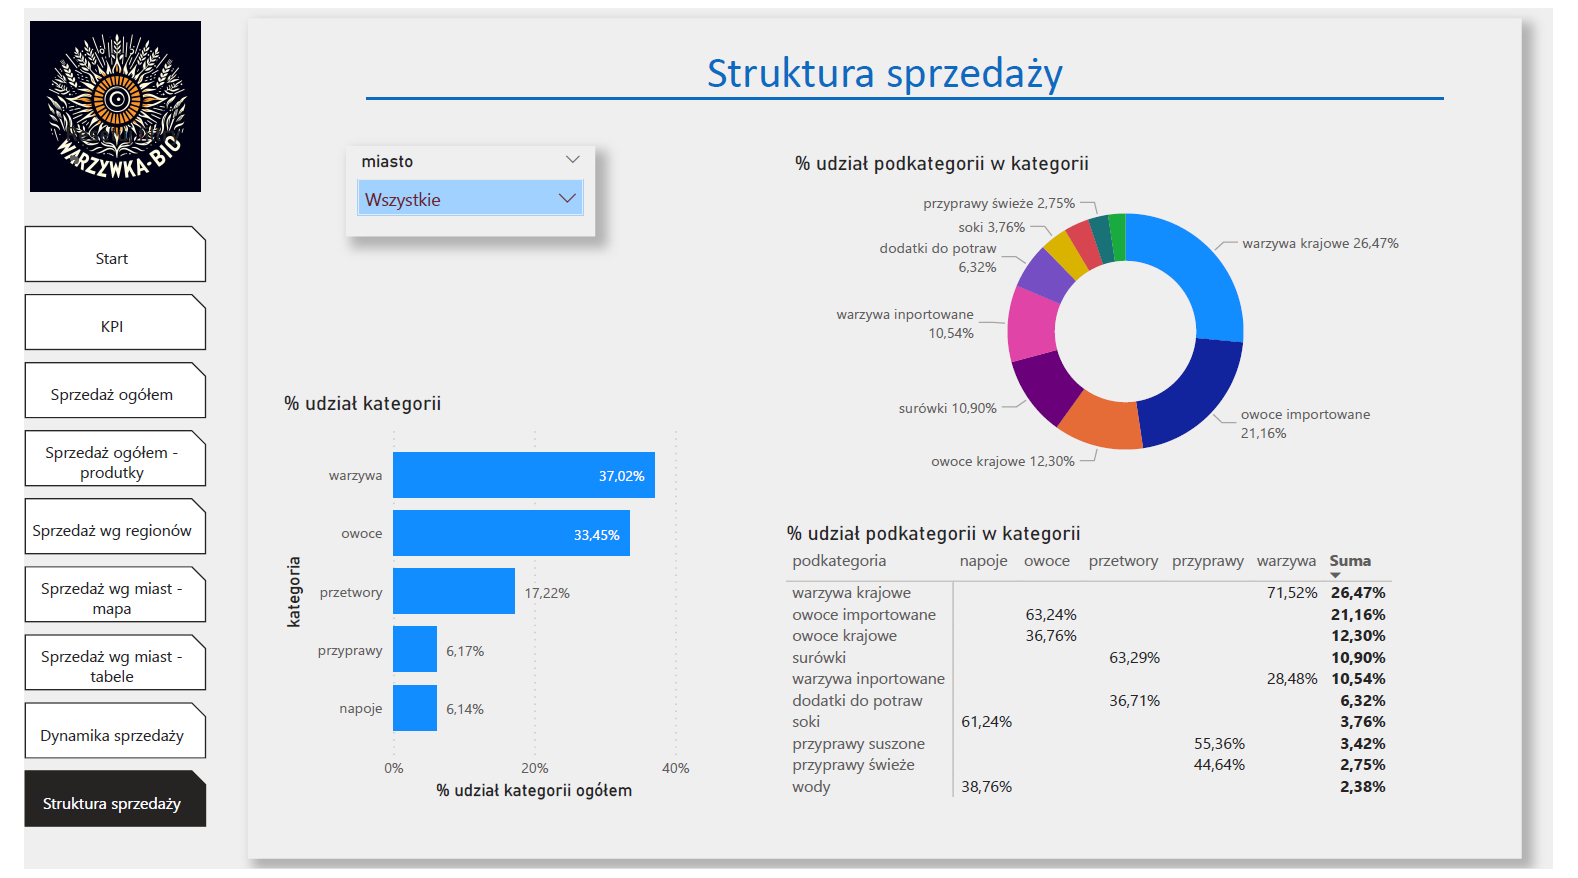 WARZYWKA-BIO
Start
KPI
Sprzedaż ogółem
Sprzedaż ogółem -
produtky
Sprzedaż wg regionów
Sprzedaż wg miast -
mapa
Sprzedaż wg miast -
tabele
Dynamika sprzedaży
Struktura sprzedaży
Struktura sprzedaży
miasto
Wszystkie
% udział kategorii
kategoria
warzywa 37,02%
owoce 33,45%
przetwory 17,22%
przyprawy 6,17%
napoje 6,14%
0% 20% 40%
% udział kategorii ogółem
% udział podkategorii w kategorii
przyprawy świeże 2,75%
soki 3,76%
dodatki do potraw
6,32%
warzywa inportowane
10,54%
surówki 10,90%
owoce krajowe 12,30%
warzywa krajowe 26,47%
owoce importowane
21,16%
% udział podkategorii w kategorii
podkategoria napoje owoce przetwory przyprawy warzywa Suma
warzywa krajowe 71,52% 26,47%
owoce importowane 63,24% 21,16%
owoce krajowe 36,76% 12,30%
surówki 63,29% 10,90%
warzywa inportowane 28,48% 10,54%
dodatki do potraw 36,71% 6,32%
soki 61,24% 3,76%
przyprawy suszone 55,36% 3,42%
przyprawy świeże 44,64% 2,75%
wody 38,76% 2,38%